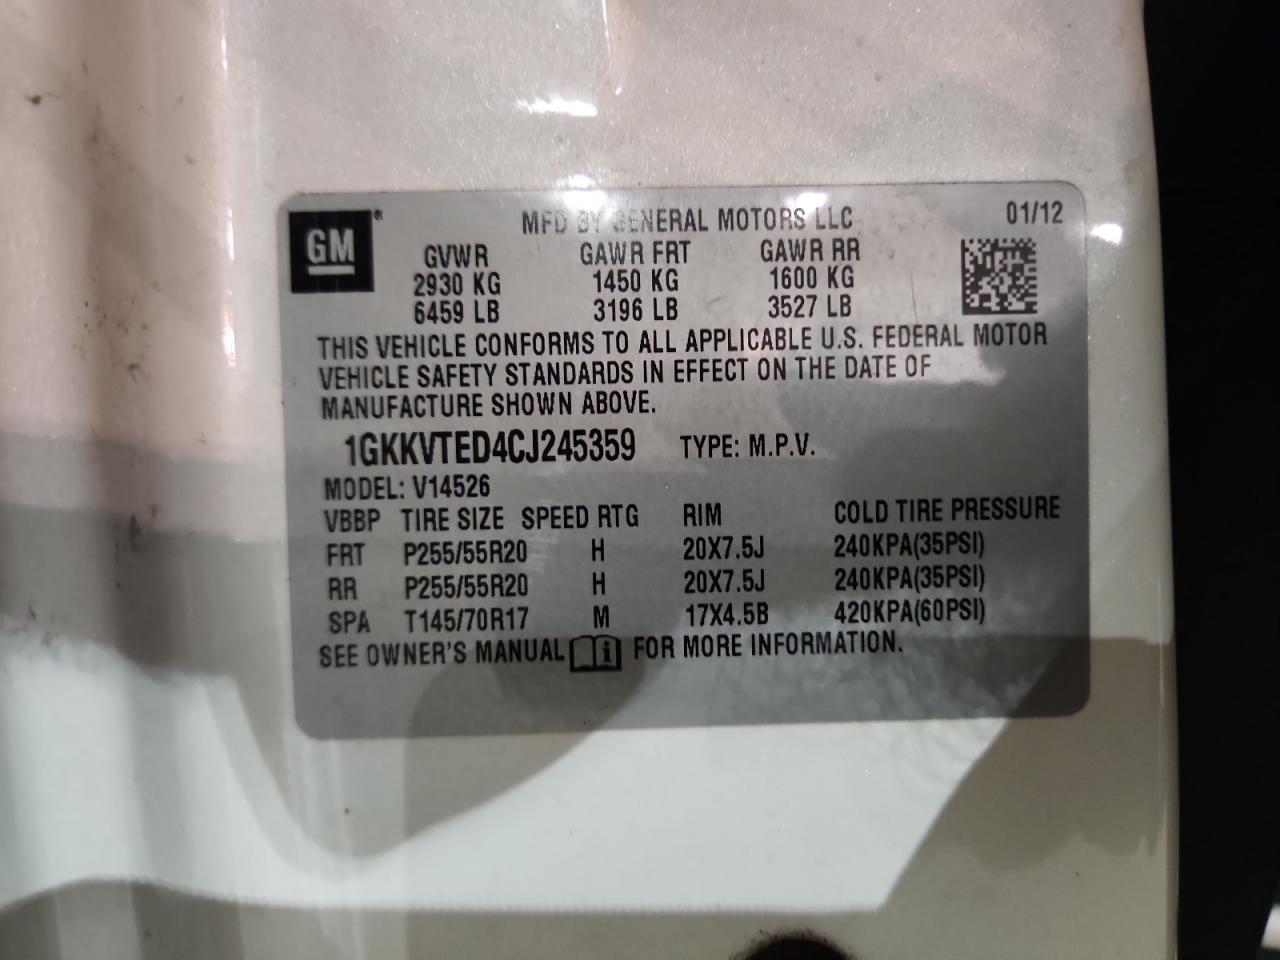 GM®
MFD BY GENERAL MOTORS LLC 01/12
GVWR GAWR FRT GAWR RR
2930 KG 1450 KG 1600 KG
6459 LB 3196 LB 3527 LB
THIS VEHICLE CONFORMS TO ALL APPLICABLE U.S. FEDERAL MOTOR
VEHICLE SAFETY STANDARDS IN EFFECT ON THE DATE OF
MANUFACTURE SHOWN ABOVE.
1GKKVTED4CJ245359 TYPE: M.P.V.
MODEL: V14526
VBBP TIRE SIZE SPEED RTG RIM COLD TIRE PRESSURE
FRT P255/55R20 H 20X7.5J 240KPA(35PSI)
RR P255/55R20 H 20X7.5J 240KPA(35PSI)
SPA T145/70R17 M 17X4.5B 420KPA(60PSI)
SEE OWNER'S MANUAL i FOR MORE INFORMATION.